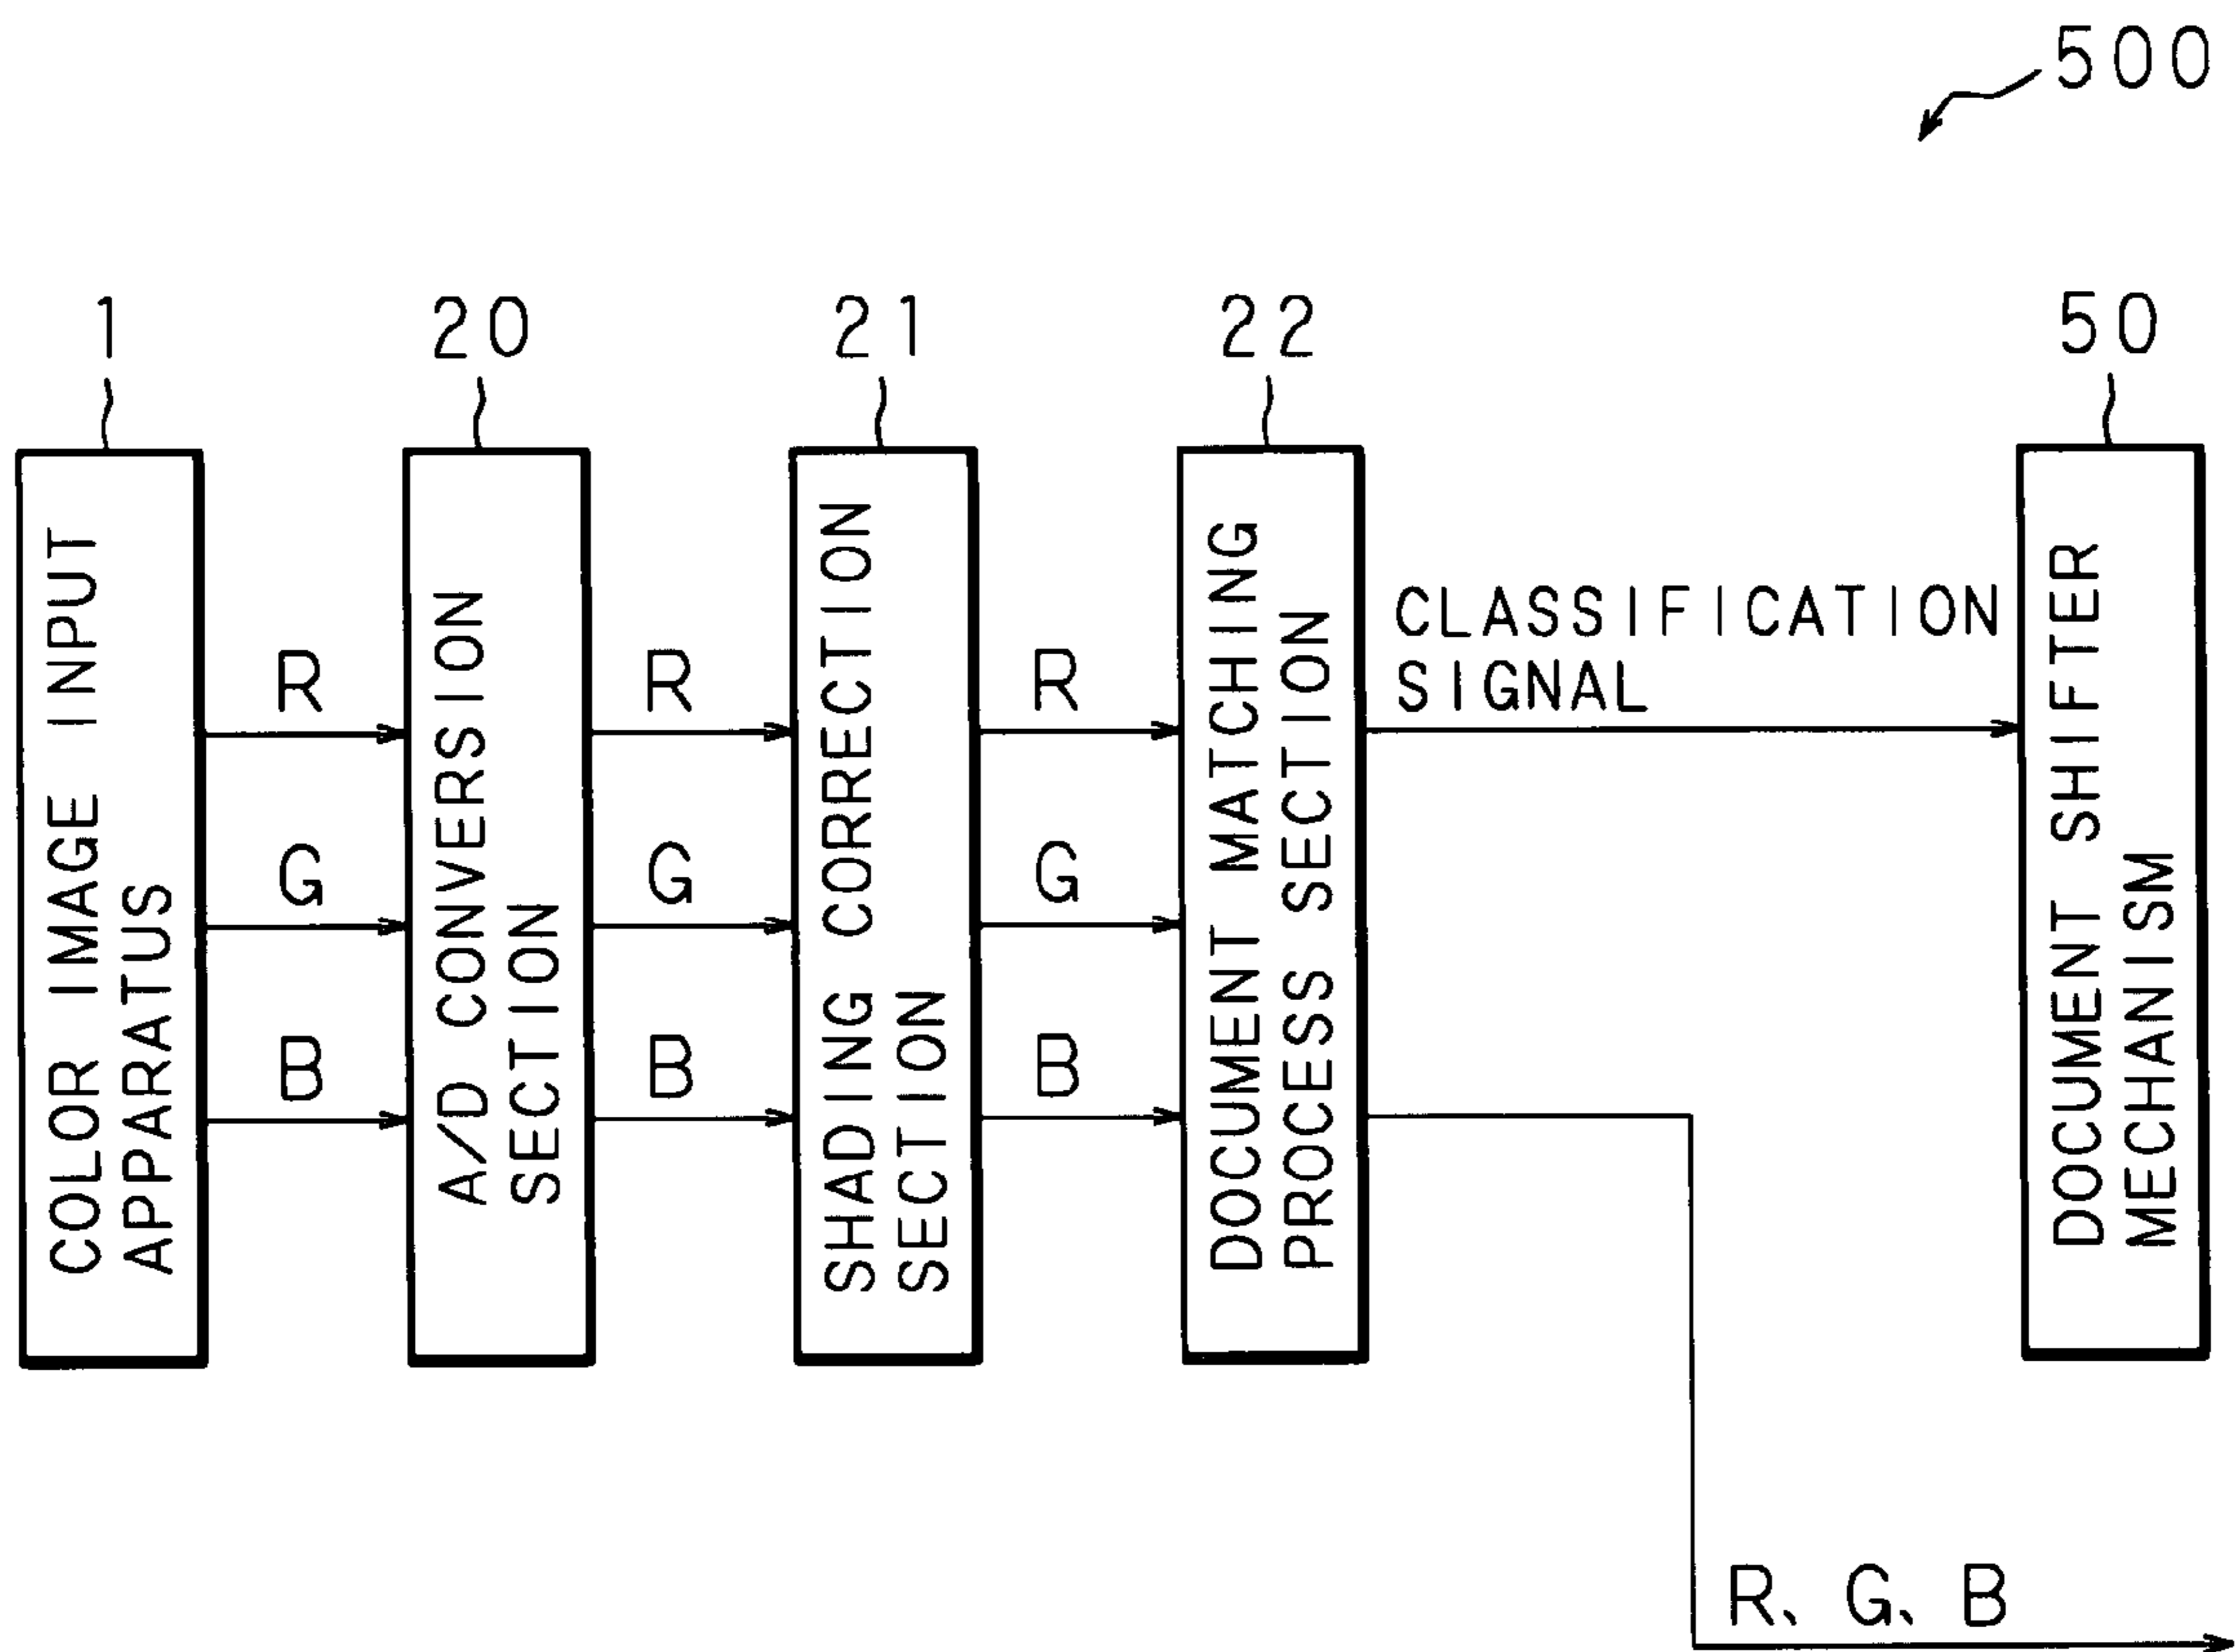 500
1
20
21
22
50
COLOR IMAGE INPUT
APPARATUS
R
G
B
A/D CONVERSION
SECTION
R
G
B
SHADING CORRECTION
SECTION
R
G
B
DOCUMENT MATCHING
PROCESS SECTION
CLASSIFICATION
SIGNAL
DOCUMENT SHIFTER
MECHANISM
R、G、B